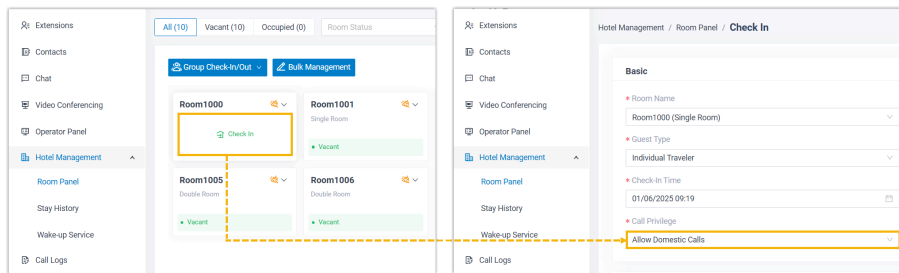 Extensions
Contacts
Chat
Video Conferencing
Operator Panel
Hotel Management
Room Panel
Stay History
Wake-up Service
Call Logs
All (10) Vacant (10) Occupied (0) Room Status
Group Check-In/Out Bulk Management
Room1000 Room1001
Single Room
Check In
• Vacant
Room1005 Room1006
Double Room Double Room
• Vacant • Vacant
Extensions
Contacts
Chat
Video Conferencing
Operator Panel
Hotel Management
Room Panel
Stay History
Wake-up Service
Call Logs
Hotel Management / Room Panel / Check In
Basic
* Room Name
Room1000 (Single Room)
* Guest Type
Individual Traveler
* Check-In Time
01/06/2025 09:19
* Call Privilege
Allow Domestic Calls